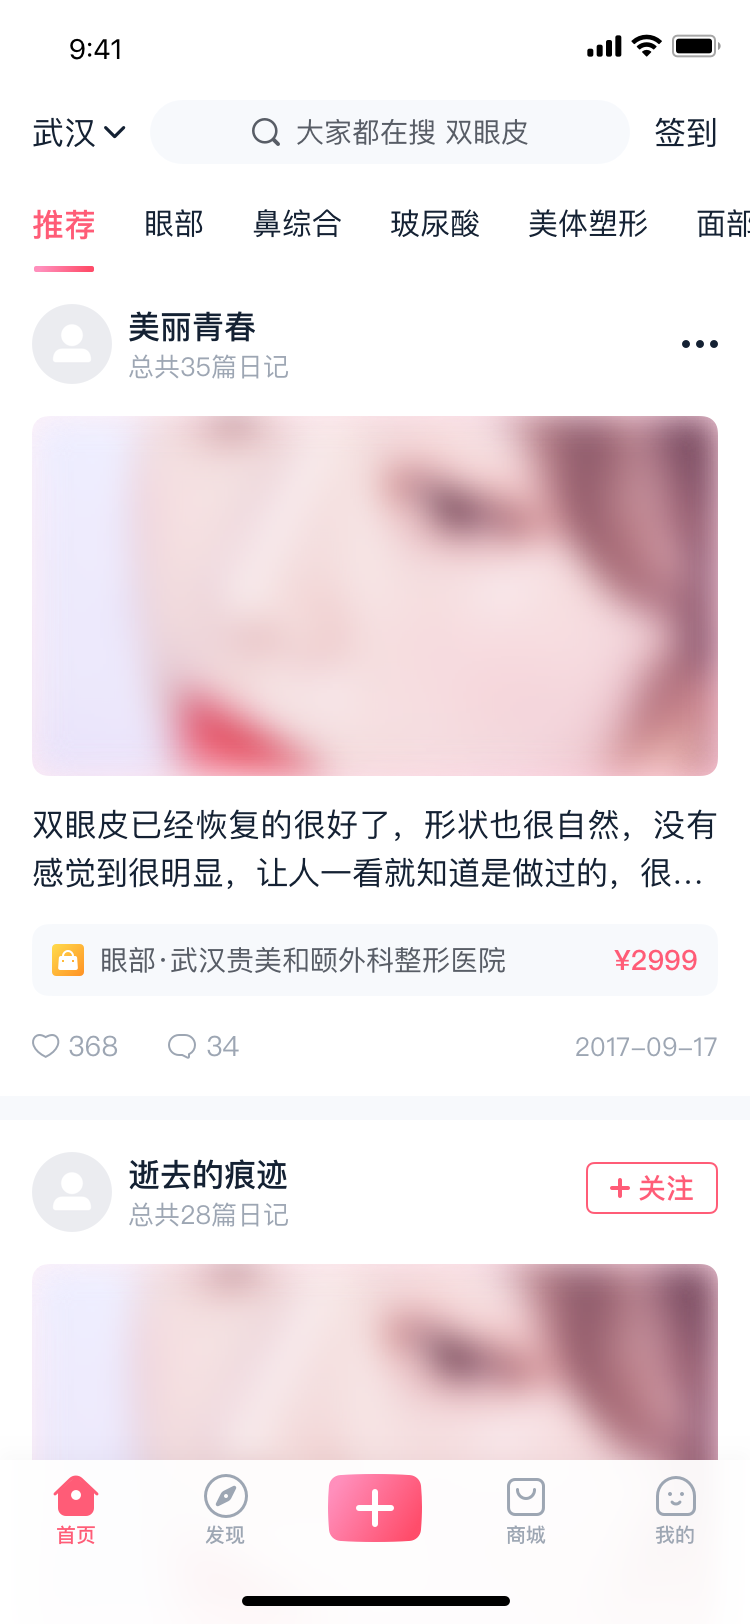 9:41
武汉 大家都在搜 双眼皮 签到
推荐 眼部 鼻综合 玻尿酸 美体塑形 面部
美丽青春
总共35篇日记
双眼皮已经恢复的很好了，形状也很自然，没有
感觉到很明显，让人一看就知道是做过的，很...
眼部·武汉贵美和颐外科整形医院 ¥2999
368 34 2017-09-17
逝去的痕迹
总共28篇日记
+ 关注
首页 发现 商城 我的